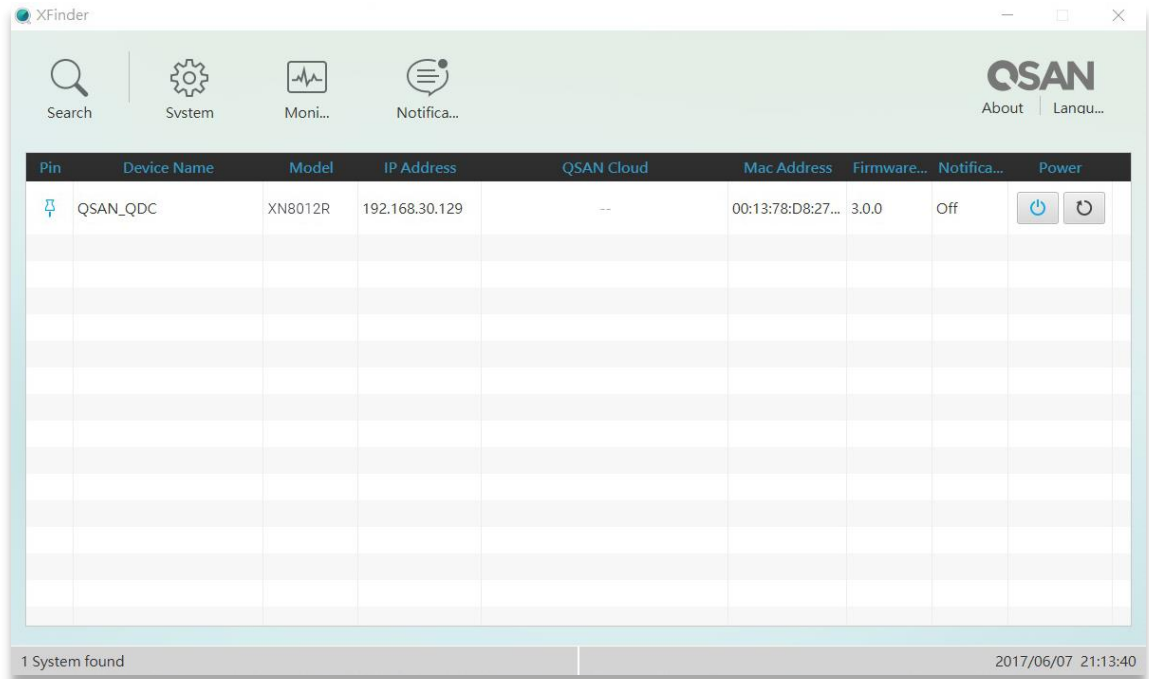 XFinder
Search System Moni... Notifica...
QSAN
About Langu...
Pin Device Name Model IP Address QSAN Cloud Mac Address Firmware... Notifica... Power
QSAN_QDC XN8012R 192.168.30.129 -- 00:13:78:D8:27... 3.0.0 Off
1 System found 2017/06/07 21:13:40